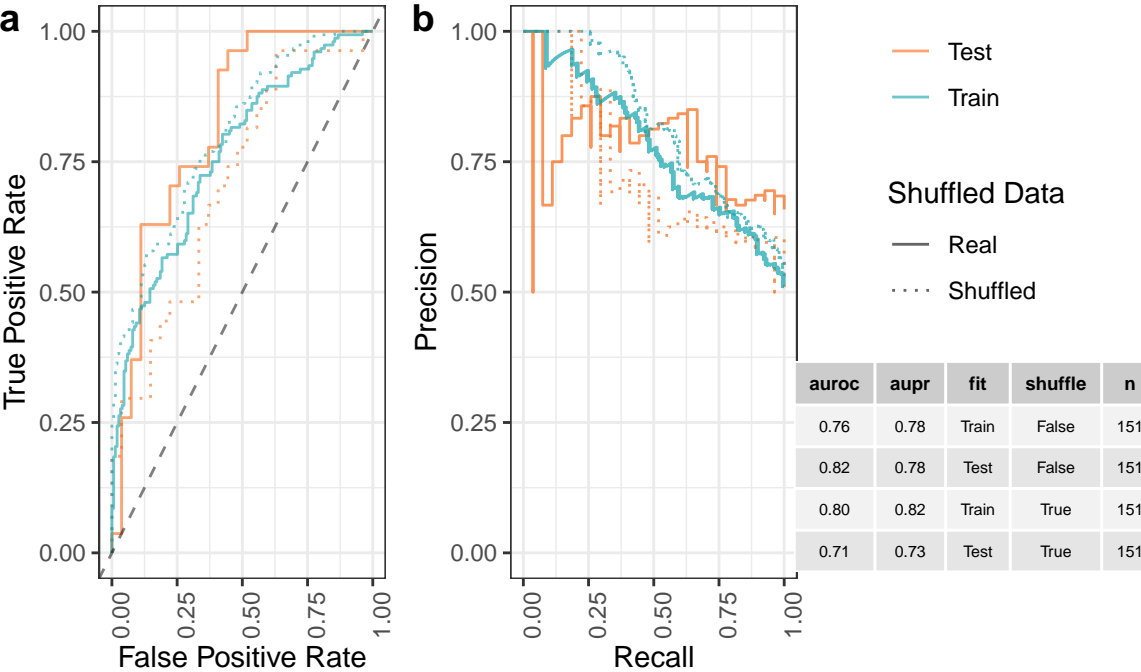 a
1.00
0.75
0.50
0.25
0.00
True Positive Rate
0.00
0.25
0.50
0.75
1.00
False Positive Rate
b
1.00
0.75
0.50
0.25
0.00
Precision
0.00
0.25
0.50
0.75
1.00
Recall
Test
Train
Shuffled Data
Real
Shuffled
auroc aupr fit shuffle n
0.76 0.78 Train False 151
0.82 0.78 Test False 151
0.80 0.82 Train True 151
0.71 0.73 Test True 151